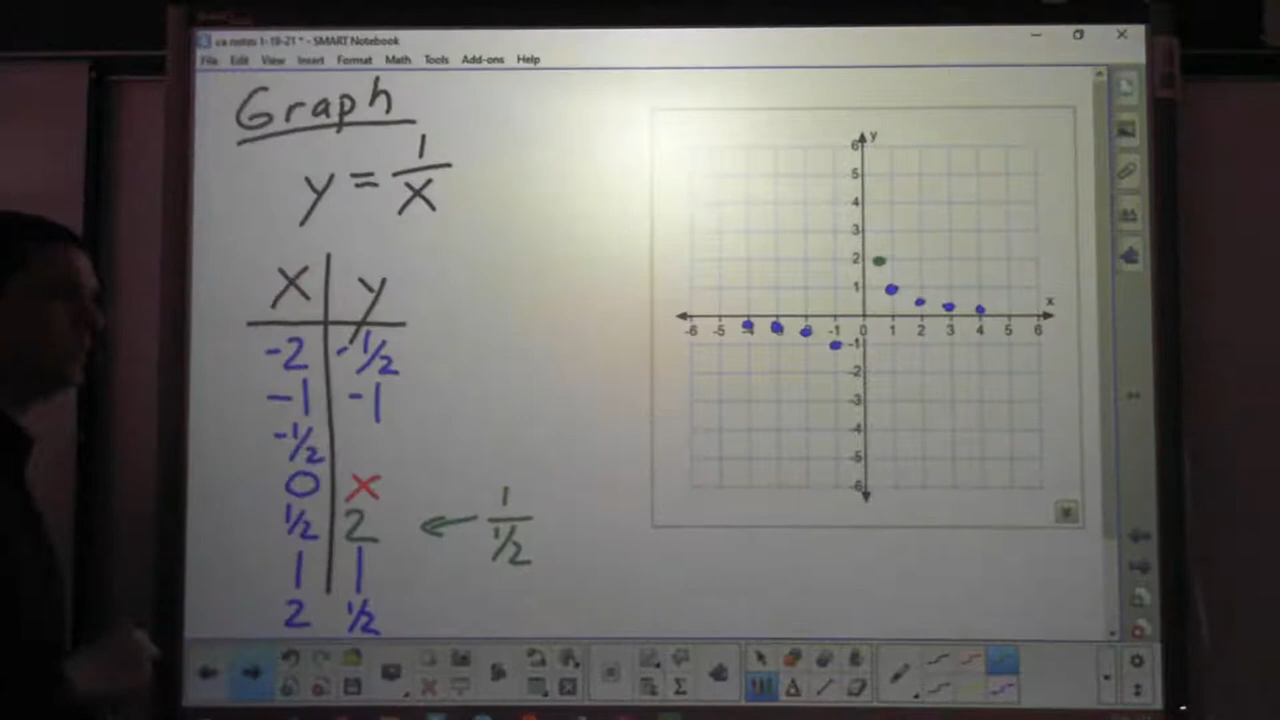 ca notes 1-19-21 * - SMART Notebook
File Edit View Insert Format Math Tools Add-ons Help
Graph
y = 1/x
x y
-2 -1/2
-1 -1
-1/2
0 x
1/2 2 ← 1/1/2
1 1
2 1/2
y
6
5
4
3
2
1
x
-6 -5 -1 0 1 2 3 4 5 6
-1
-2
-3
-4
-5
-6